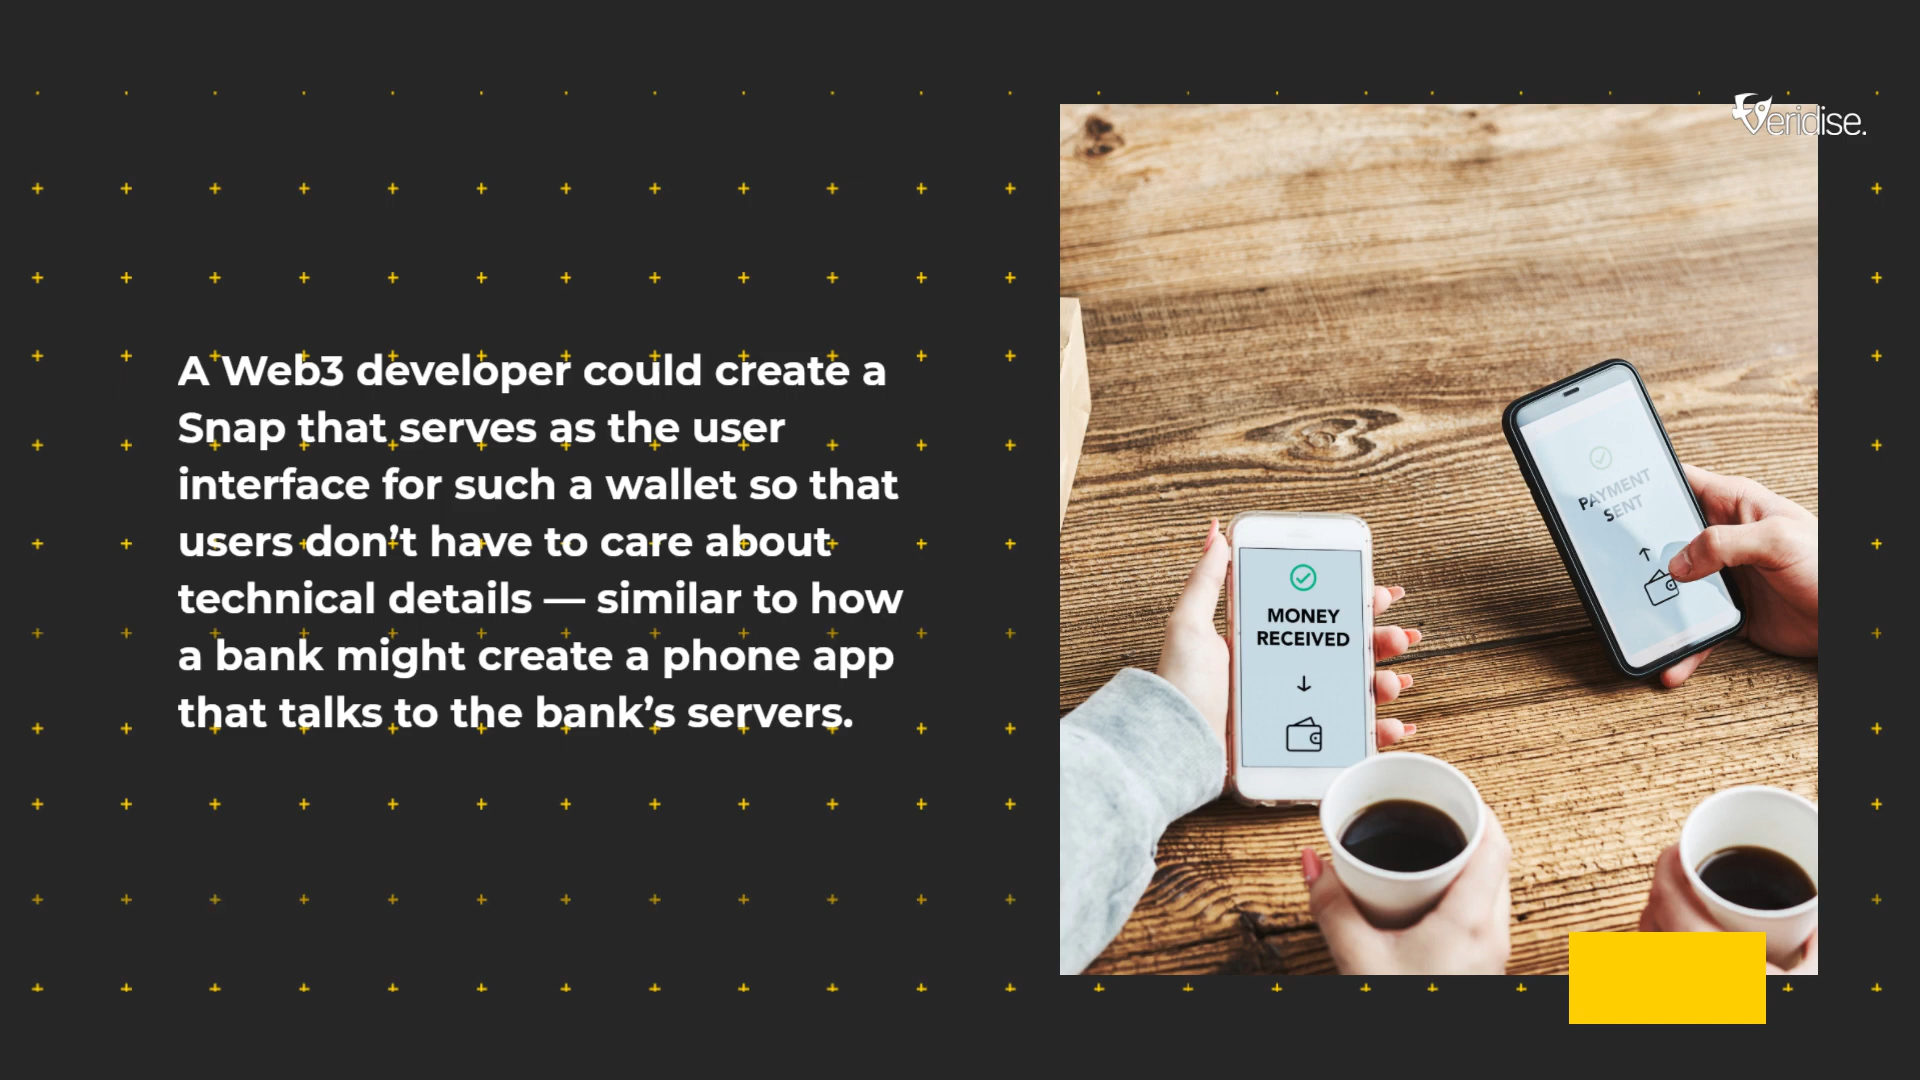 Veridise.
A Web3 developer could create a
Snap that serves as the user
interface for such a wallet so that
users don’t have to care about
technical details — similar to how
a bank might create a phone app
that talks to the bank’s servers.
PAYMENT
SENT
MONEY
RECEIVED